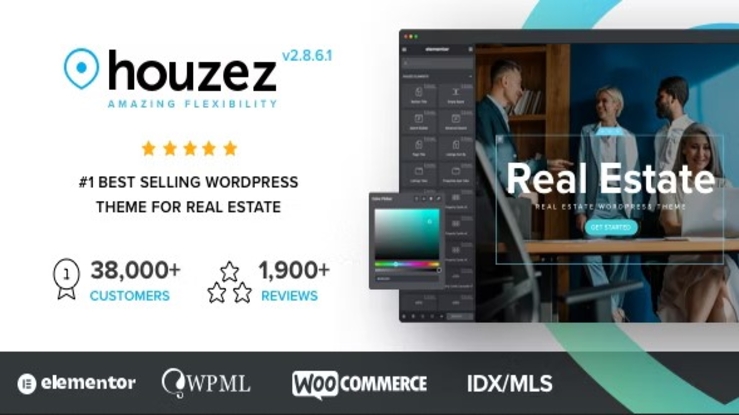 houzez v2.8.6.1
AMAZING FLEXIBILITY
#1 BEST SELLING WORDPRESS
THEME FOR REAL ESTATE
1
38,000+
CUSTOMERS
1,900+
REVIEWS
elementor
Real Estate
REAL ESTATE WORDPRESS THEME
GET STARTED
elementor
WPML
WOOCOMMERCE
IDX/MLS